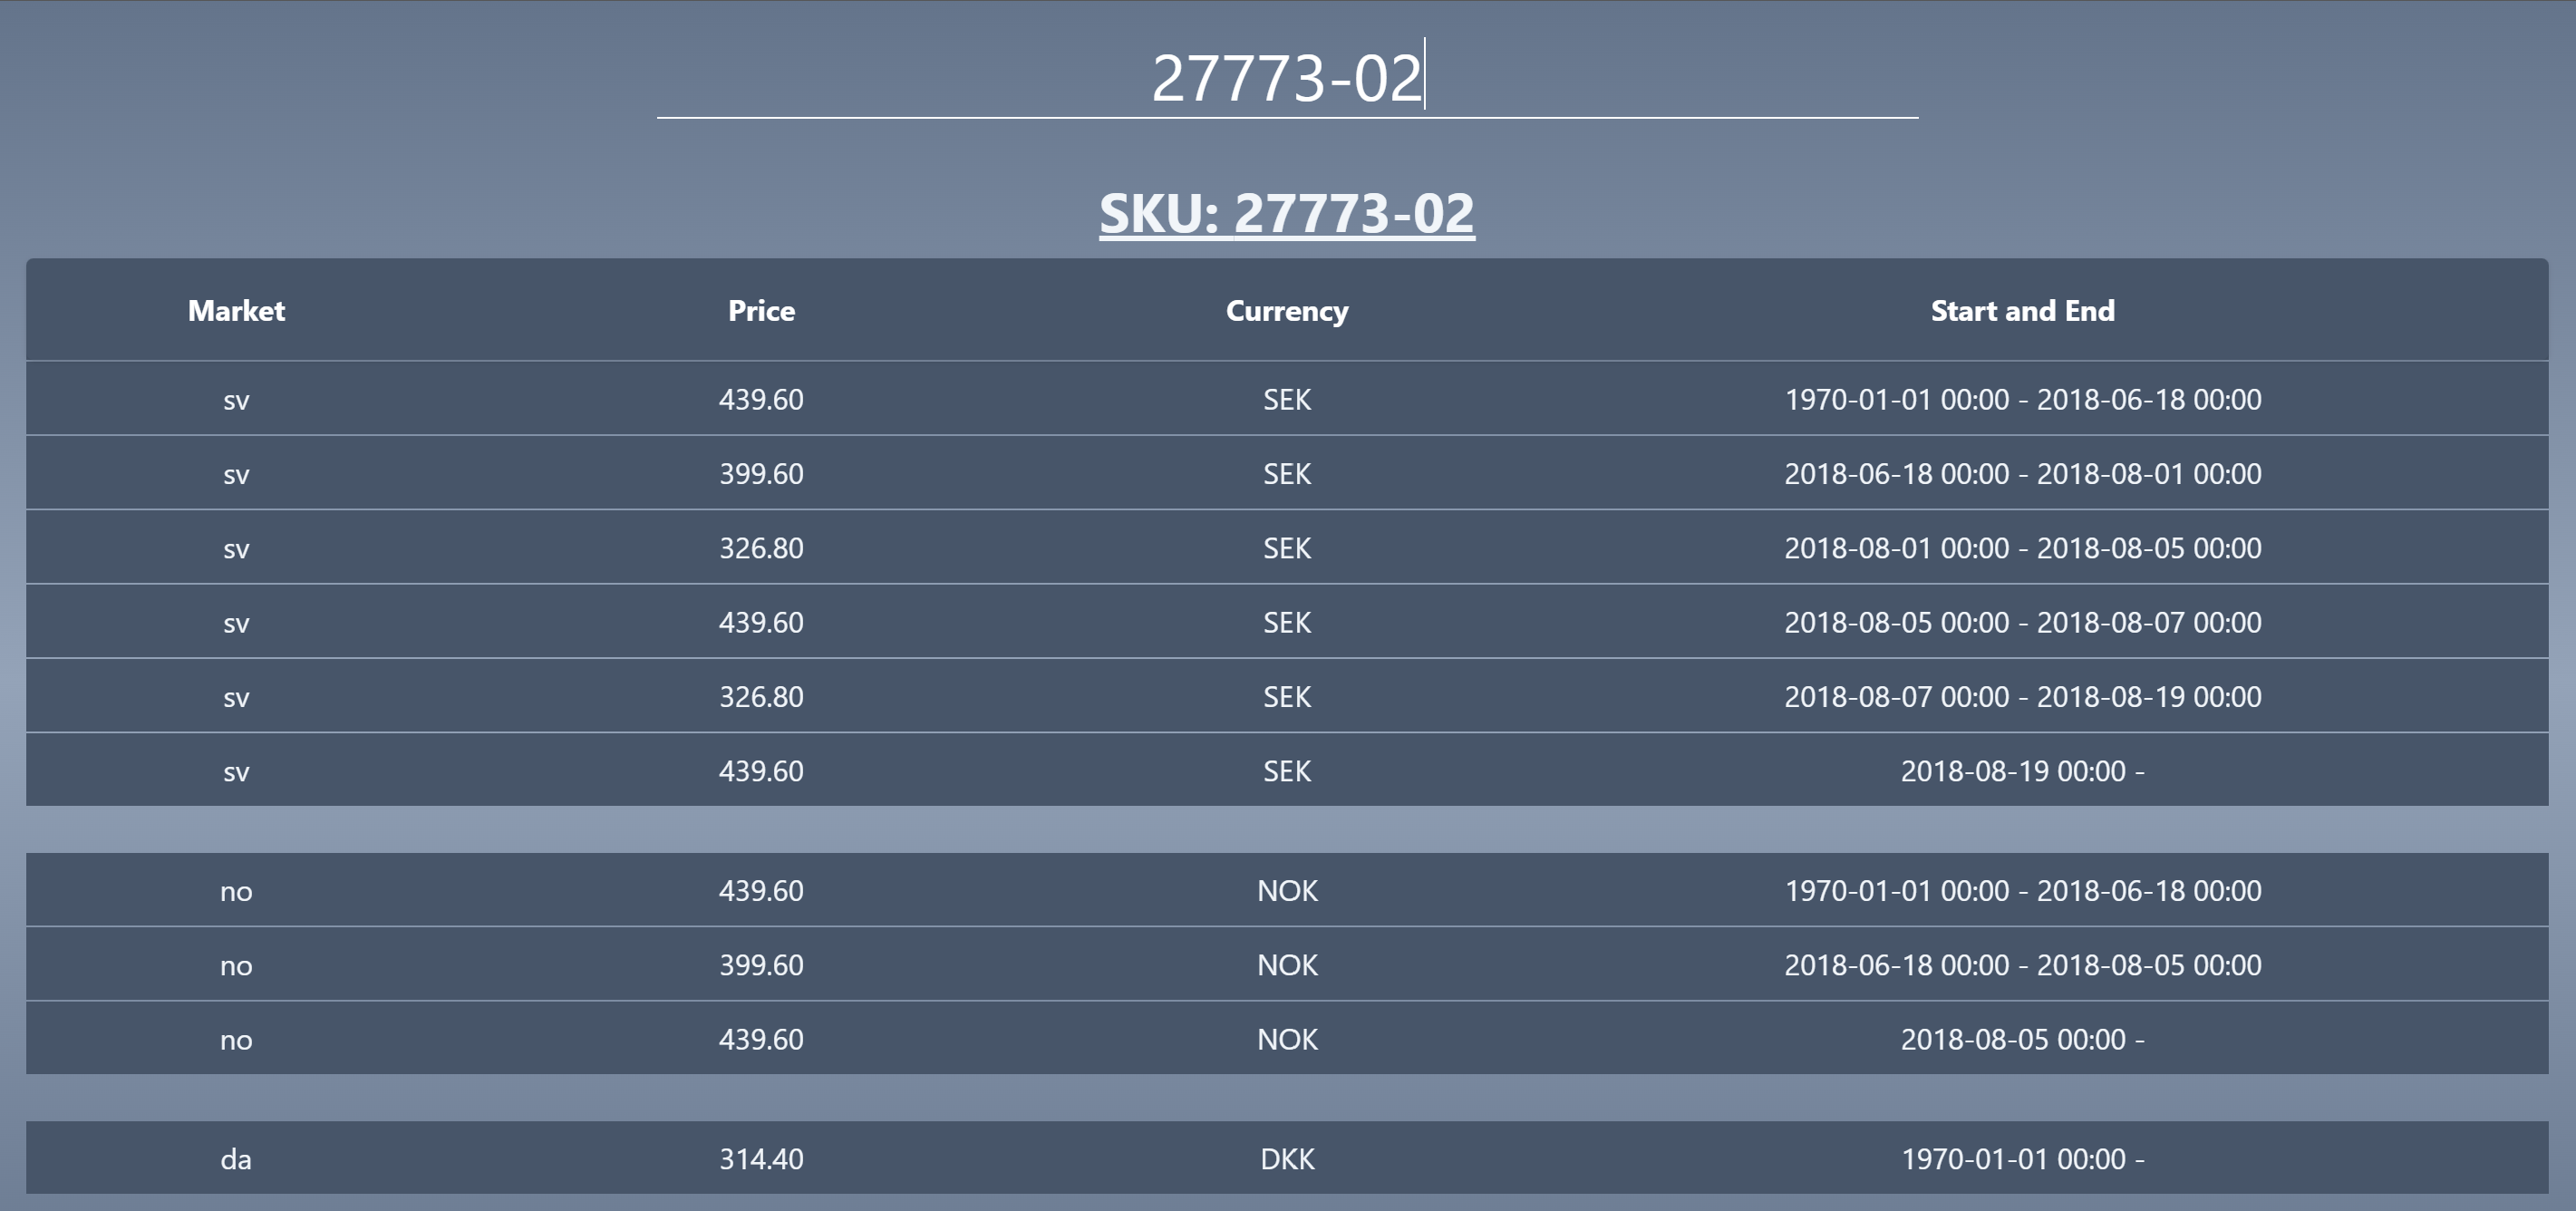 27773-02
SKU: 27773-02
Market Price Currency Start and End
sv 439.60 SEK 1970-01-01 00:00 - 2018-06-18 00:00
sv 399.60 SEK 2018-06-18 00:00 - 2018-08-01 00:00
sv 326.80 SEK 2018-08-01 00:00 - 2018-08-05 00:00
sv 439.60 SEK 2018-08-05 00:00 - 2018-08-07 00:00
sv 326.80 SEK 2018-08-07 00:00 - 2018-08-19 00:00
sv 439.60 SEK 2018-08-19 00:00 -
no 439.60 NOK 1970-01-01 00:00 - 2018-06-18 00:00
no 399.60 NOK 2018-06-18 00:00 - 2018-08-05 00:00
no 439.60 NOK 2018-08-05 00:00 -
da 314.40 DKK 1970-01-01 00:00 -